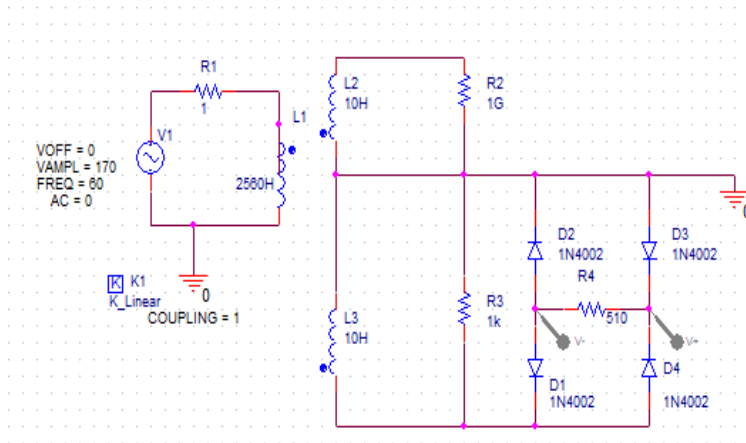 R1
1
V1
VOFF = 0
VAMPL = 170
FREQ = 60
AC = 0
L1
2560H
0
K K1
K_Linear
COUPLING = 1
L2
10H
R2
1G
0
D2
1N4002
D3
1N4002
R4
510
V-
V+
L3
10H
R3
1k
D1
1N4002
D4
1N4002